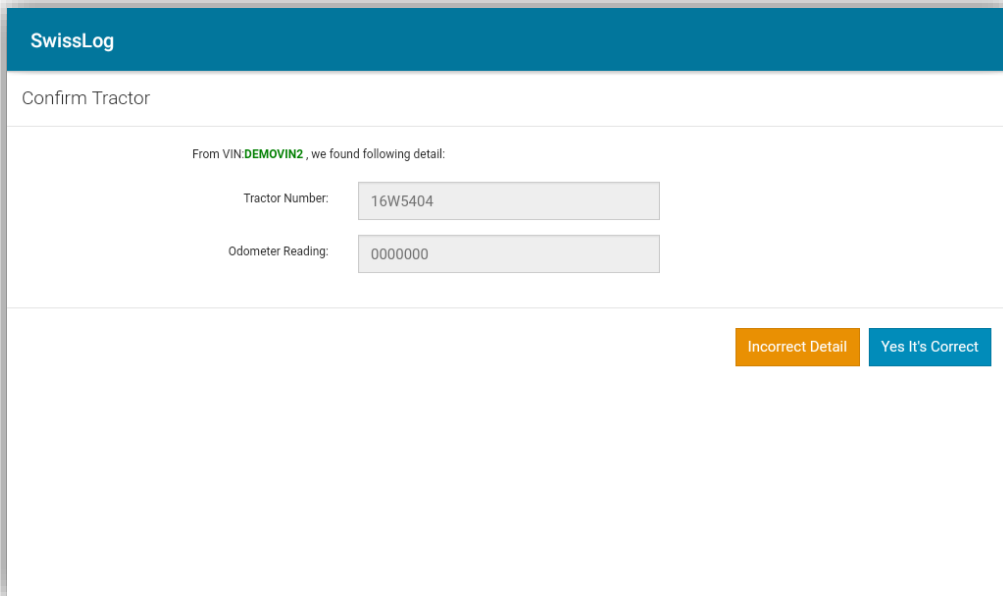 SwissLog
Confirm Tractor
From VIN:DEMOVIN2 , we found following detail:
Tractor Number: 16W5404
Odometer Reading: 0000000
Incorrect Detail Yes It's Correct